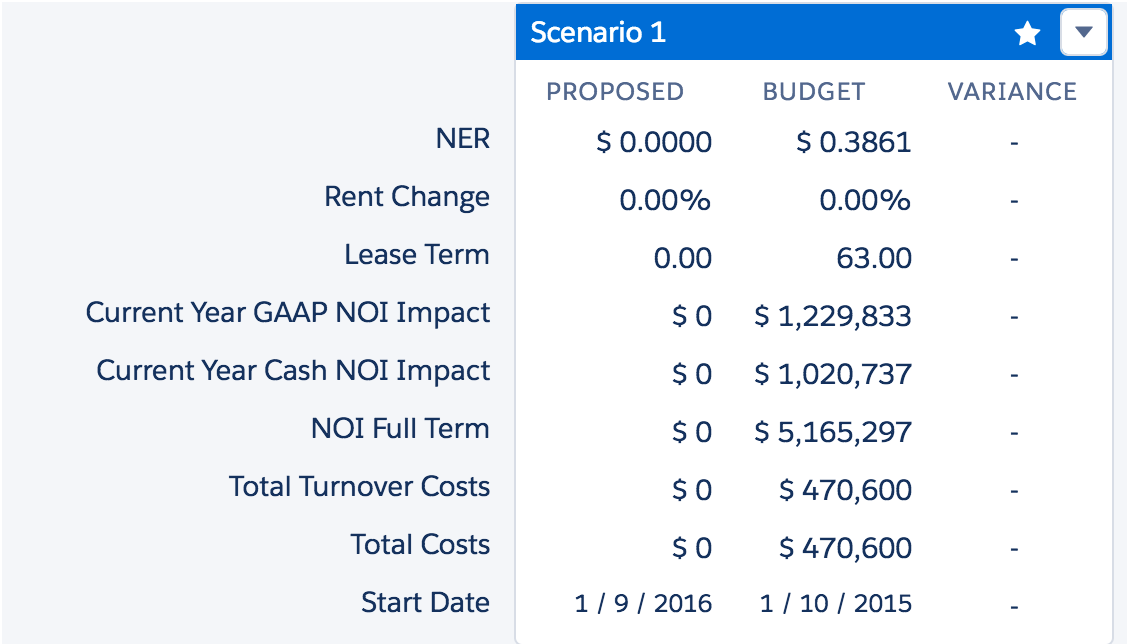 Scenario 1
PROPOSED BUDGET VARIANCE
NER $ 0.0000 $ 0.3861 -
Rent Change 0.00% 0.00% -
Lease Term 0.00 63.00 -
Current Year GAAP NOI Impact $ 0 $ 1,229,833 -
Current Year Cash NOI Impact $ 0 $ 1,020,737 -
NOI Full Term $ 0 $ 5,165,297 -
Total Turnover Costs $ 0 $ 470,600 -
Total Costs $ 0 $ 470,600 -
Start Date 1 / 9 / 2016 1 / 10 / 2015 -